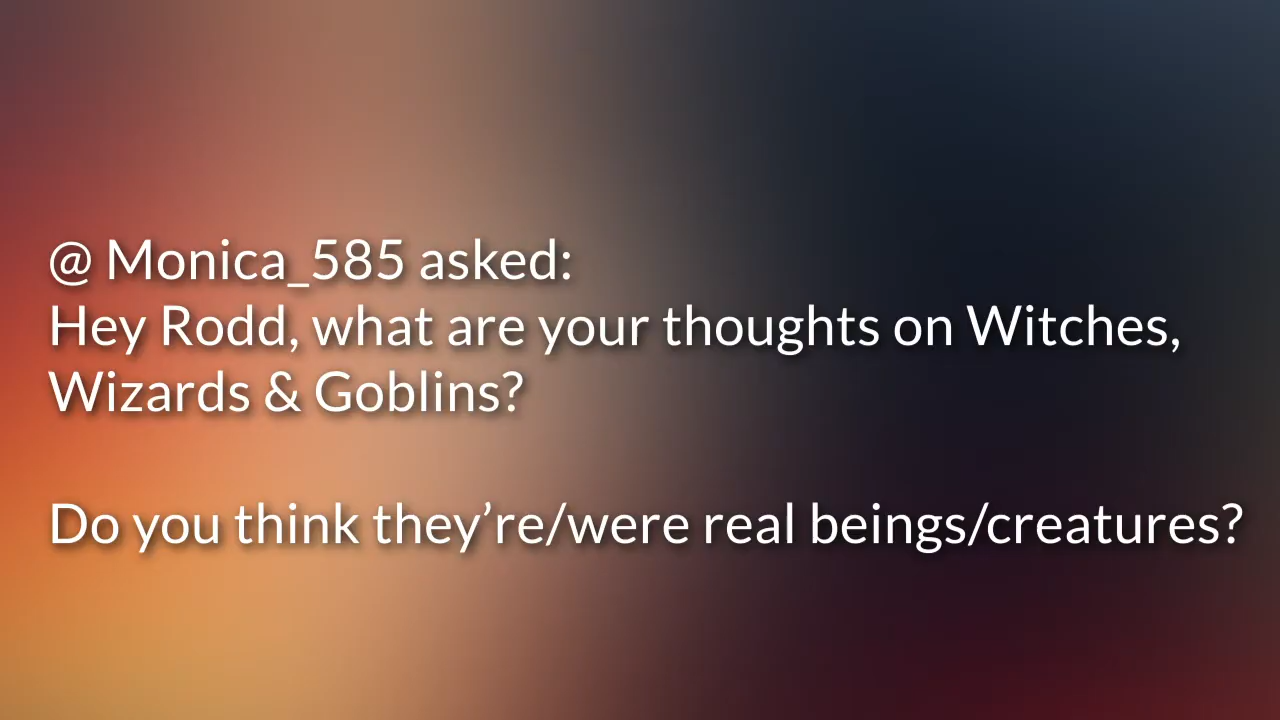 @ Monica_585 asked:
Hey Rodd, what are your thoughts on Witches,
Wizards & Goblins?
Do you think they’re/were real beings/creatures?